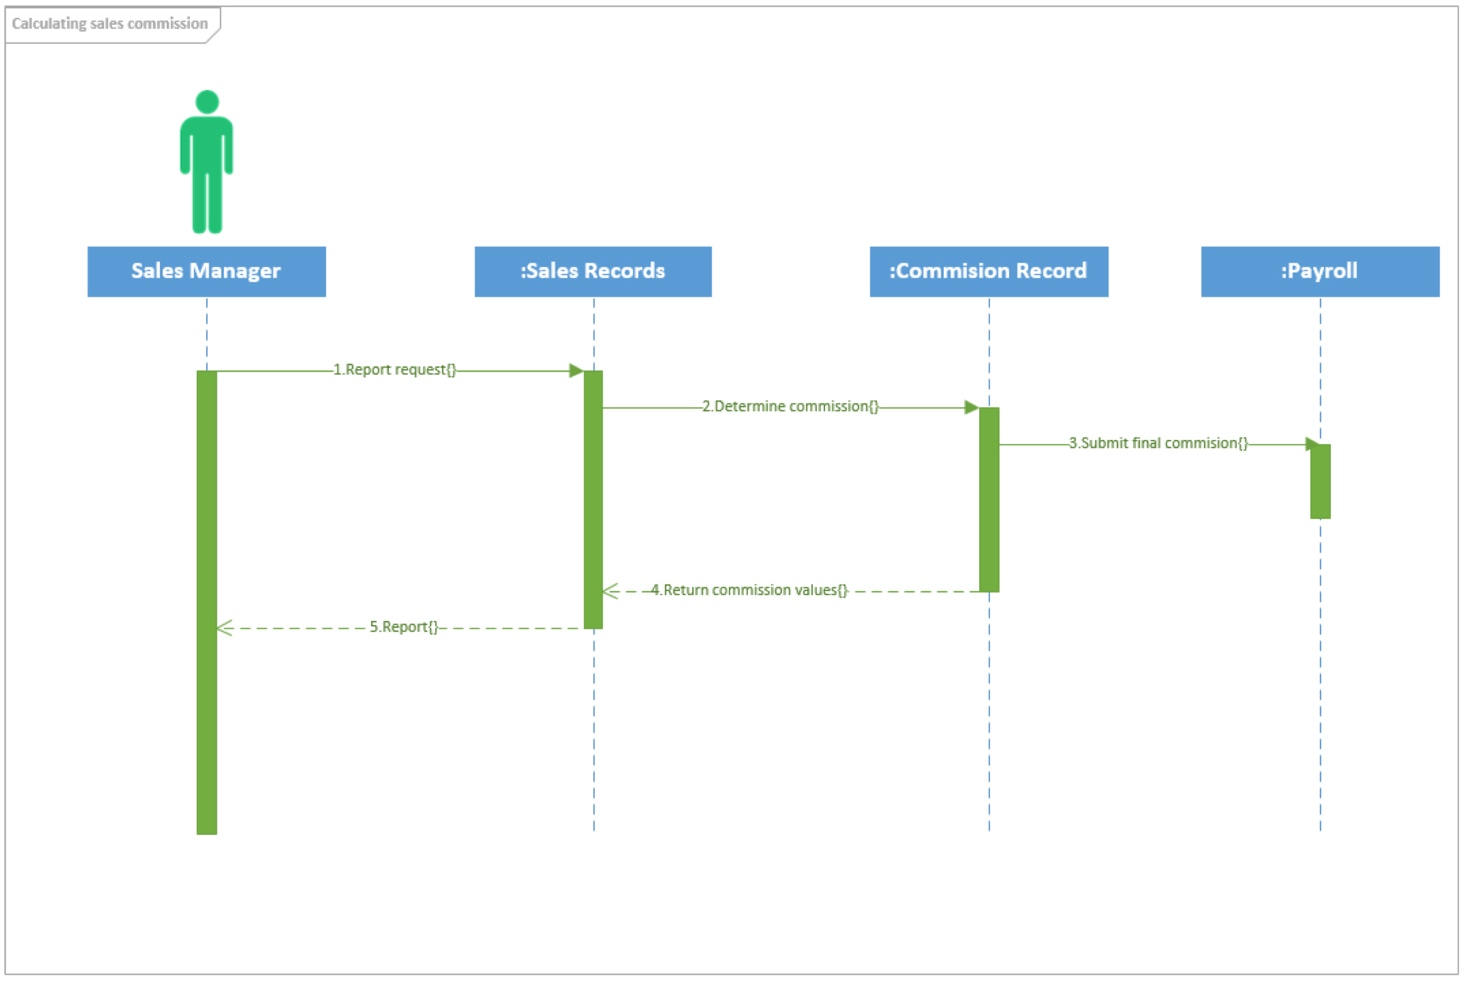 Calculating sales commission
Sales Manager
:Sales Records
:Commision Record
:Payroll
1.Report request{}
2.Determine commission{}
3.Submit final commision{}
4.Return commission values{}
5.Report{}